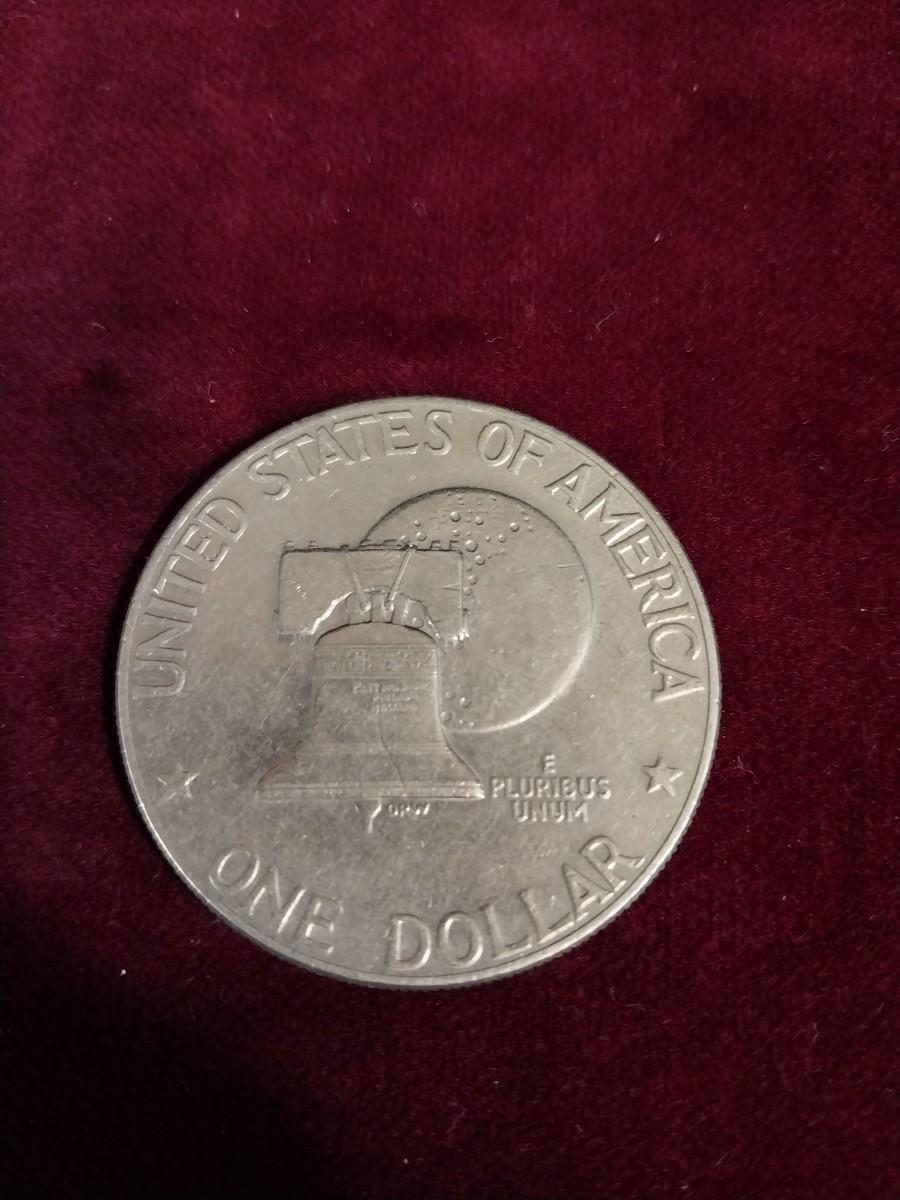 UNITED STATES OF AMERICA
E
PLURIBUS
UNUM
ONE DOLLAR